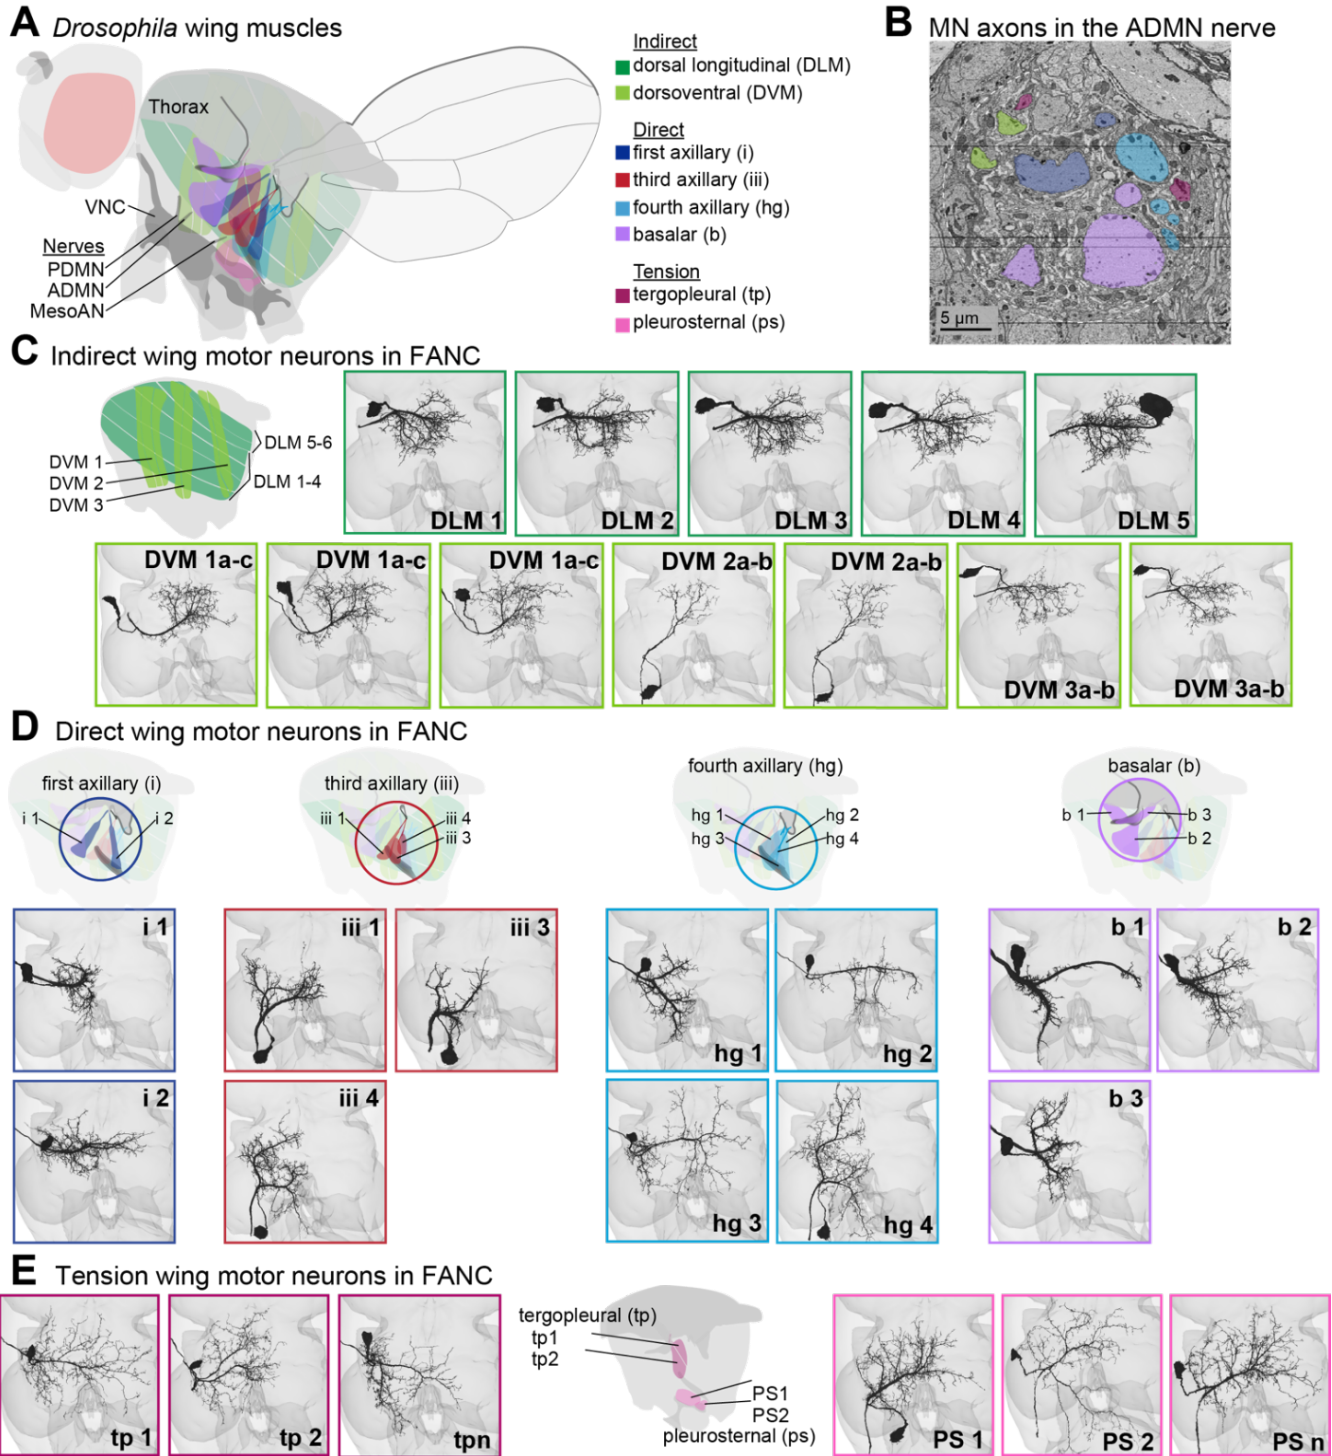 A Drosophila wing muscles
Thorax
VNC
Nerves
PDMN
ADMN
MesoAN
Indirect
dorsal longitudinal (DLM)
dorsoventral (DVM)
Direct
first axillary (i)
third axillary (iii)
fourth axillary (hg)
basalar (b)
Tension
tergopleural (tp)
pleurosternal (ps)
B MN axons in the ADMN nerve
5 μm
C Indirect wing motor neurons in FANC
DVM 1
DVM 2
DVM 3
DLM 5-6
DLM 1-4
DLM 1
DLM 2
DLM 3
DLM 4
DLM 5
DVM 1a-c
DVM 1a-c
DVM 1a-c
DVM 2a-b
DVM 2a-b
DVM 3a-b
DVM 3a-b
D Direct wing motor neurons in FANC
first axillary (i)
i 1
i 2
third axillary (iii)
iii 1
iii 4
iii 3
fourth axillary (hg)
hg 1
hg 2
hg 3
hg 4
basalar (b)
b 1
b 3
b 2
i 1
iii 1
iii 3
hg 1
hg 2
b 1
b 2
i 2
iii 4
hg 3
hg 4
b 3
E Tension wing motor neurons in FANC
tp 1
tp 2
tpn
tergopleural (tp)
tp1
tp2
PS1
PS2
pleurosternal (ps)
PS 1
PS 2
PS n